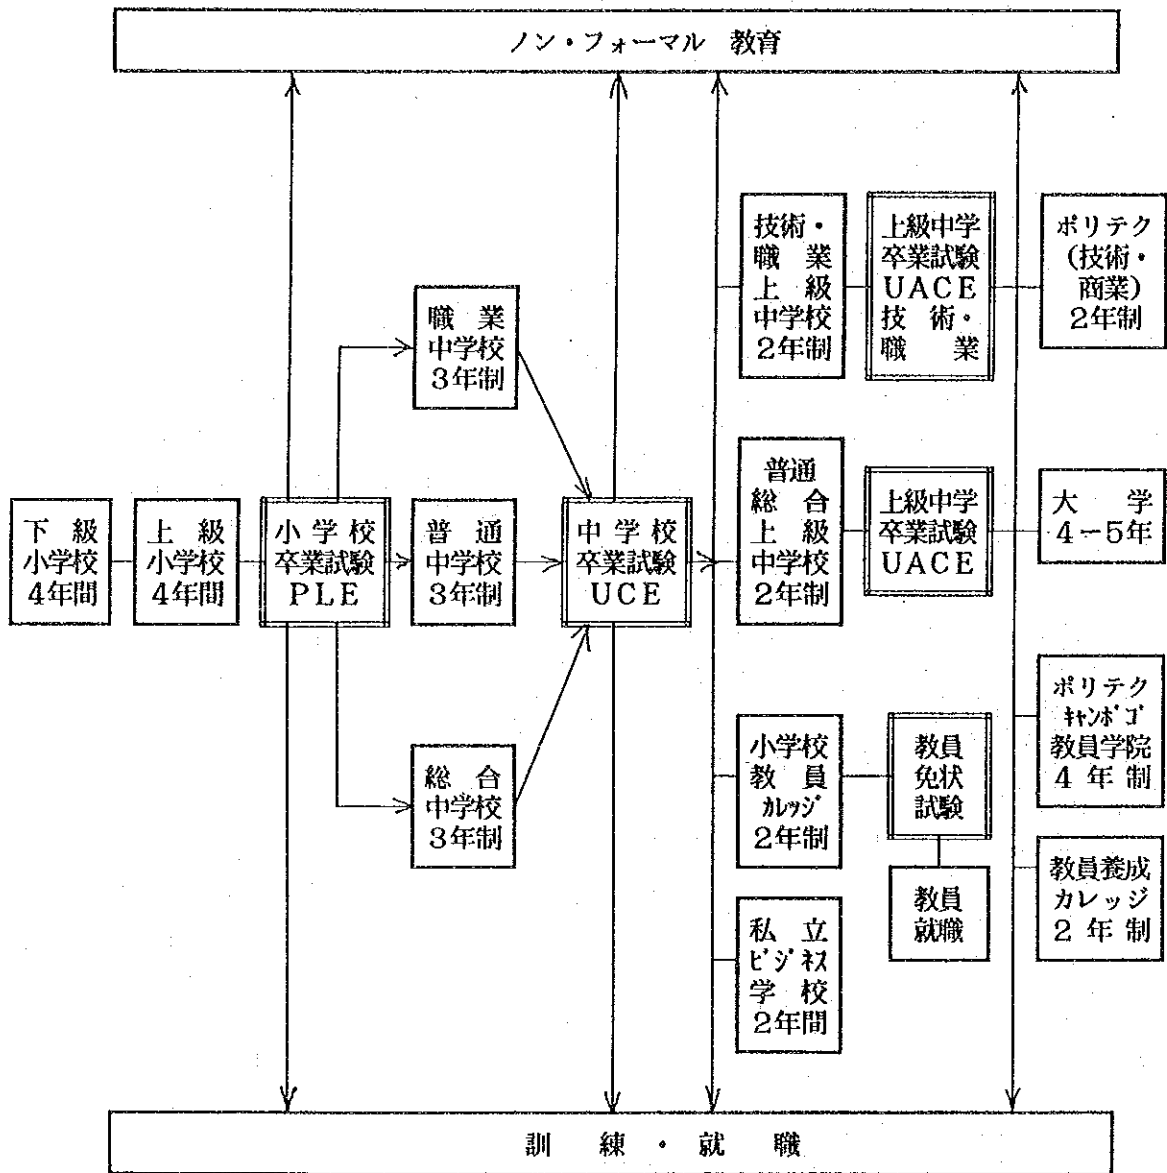 ノン・フォーマル 教育
技術・
職業
上級
中学校
2年制
上級中学
卒業試験
UACE
技術・
職業
ポリテク
(技術・
商業)
2年制
職業
中学校
3年制
下級
小学校
4年間
上級
小学校
4年間
小学校
卒業試験
PLE
普通
中学校
3年制
中学校
卒業試験
UCE
普通
総合
上級
中学校
2年制
上級中学
卒業試験
UACE
大学
4-5年
総合
中学校
3年制
小学校
教員
カレッジ
2年制
教員
免状
試験
ポリテク
キャンボゴ
教員学院
4年制
教員
就職
教員養成
カレッジ
2年制
私立
ビジネス
学校
2年間
訓練・就職